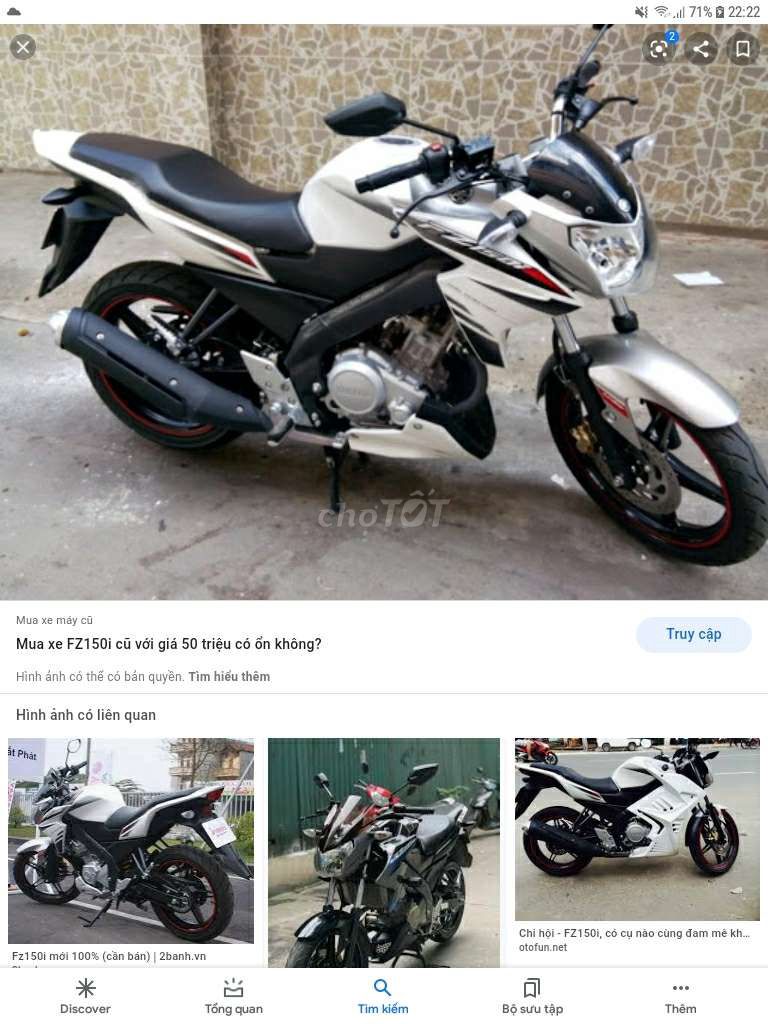 71% 22:22
2
FZ150i
choTỐT
Mua xe máy cũ
Mua xe FZ150i cũ với giá 50 triệu có ổn không?
Truy cập
Hình ảnh có thể có bản quyền. Tìm hiểu thêm
Hình ảnh có liên quan
ắt Phát
Fz150i mới 100% (cần bán) | 2banh.vn
Chi hội - FZ150i, có cụ nào cùng đam mê kh...
otofun.net
Discover
Tổng quan
Tìm kiếm
Bộ sưu tập
Thêm